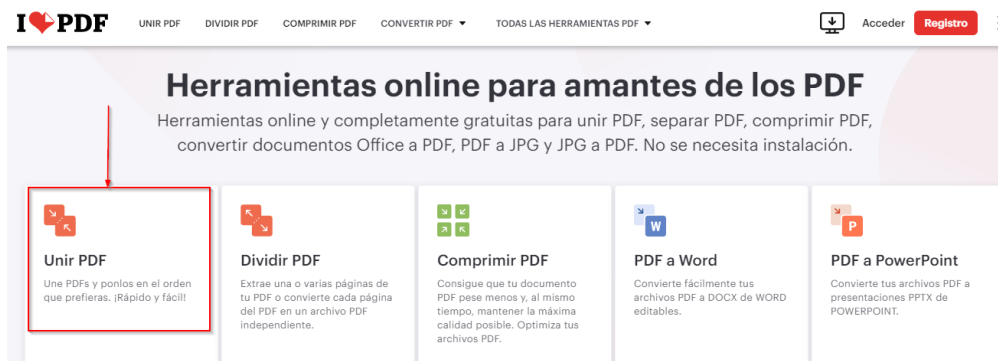 I PDF
UNIR PDF DIVIDIR PDF COMPRIMIR PDF CONVERTIR PDF TODAS LAS HERRAMIENTAS PDF Acceder Registro
Herramientas online para amantes de los PDF
Herramientas online y completamente gratuitas para unir PDF, separar PDF, comprimir PDF,
convertir documentos Office a PDF, PDF a JPG y JPG a PDF. No se necesita instalación.
W
P
Unir PDF
Une PDFs y ponlos en el orden
que prefieras. ¡Rápido y fácil!
Dividir PDF
Extrae una o varias páginas de
tu PDF o convierte cada página
del PDF en un archivo PDF
independiente.
Comprimir PDF
Consigue que tu documento
PDF pese menos y, al mismo
tiempo, mantener la máxima
calidad posible. Optimiza tus
archivos PDF.
PDF a Word
Convierte fácilmente tus
archivos PDF a DOCX de WORD
editables.
PDF a PowerPoint
Convierte tus archivos PDF a
presentaciones PPTX de
POWERPOINT.